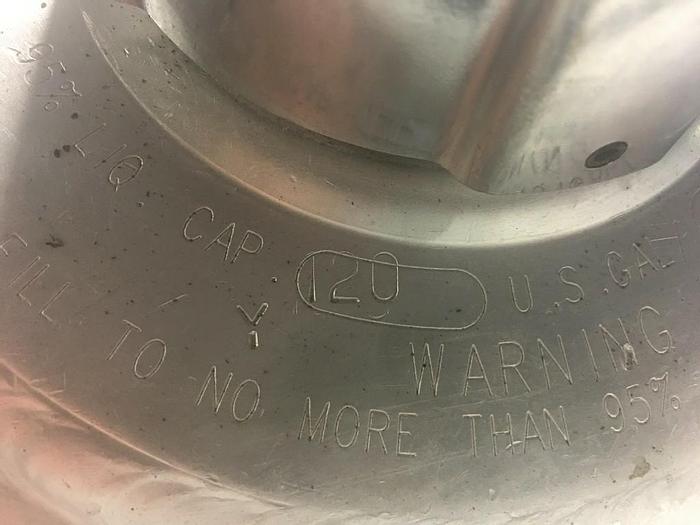 95% LIQ. CAP. 120 U.S. GAL
WARNING
FILL TO NO MORE THAN 95%